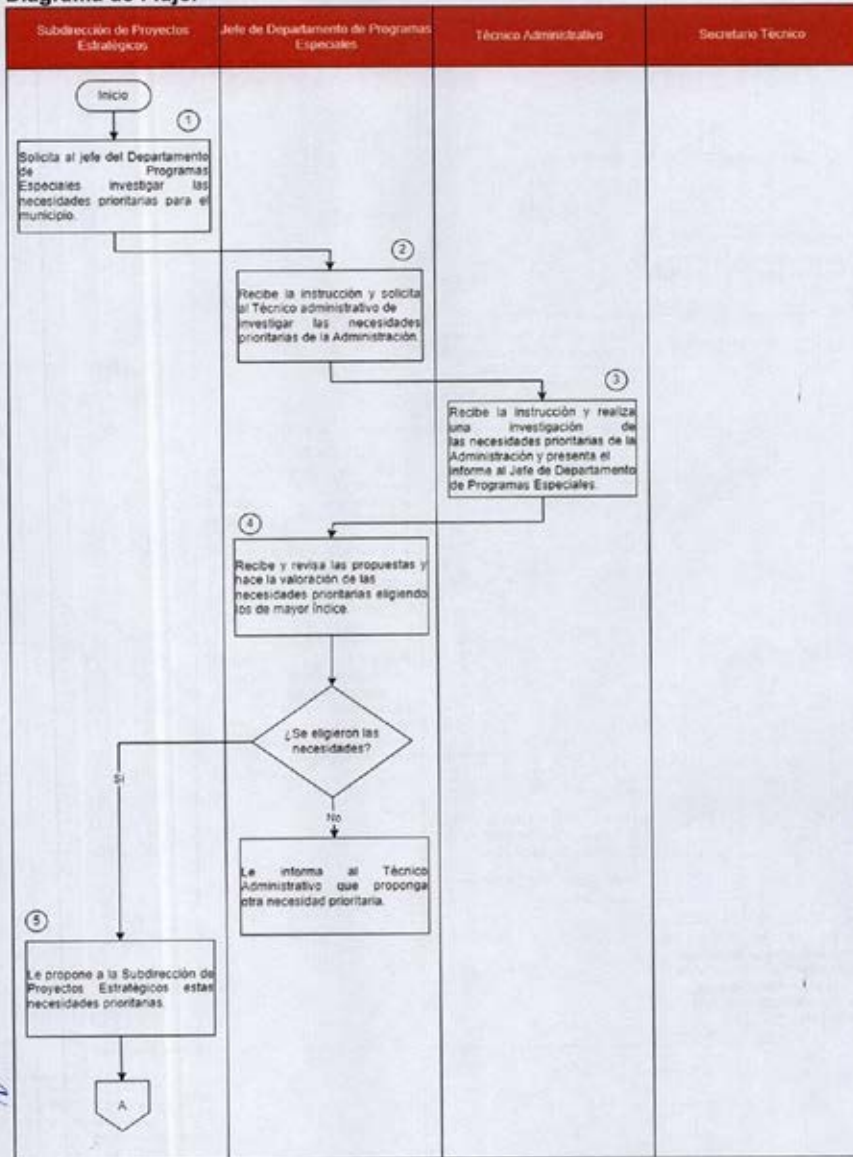 Diagrama de Flujo:
Subdirección de Proyectos
Estratégicos
Jefe de Departamento de Programas
Especiales
Técnico Administrativo
Secretario Técnico
Inicio
1
Solicita al jefe del Departamento
de Programas
Especiales investigar las
necesidades prioritarias para el
municipio.
2
Recibe la instrucción y solicita
al Técnico administrativo de
investigar las necesidades
prioritarias de la Administración.
3
Recibe la instrucción y realiza
una investigación de
las necesidades prioritarias de la
Administración y presenta el
informe al Jefe de Departamento
de Programas Especiales.
4
Recibe y revisa las propuestas y
hace la valoración de las
necesidades prioritarias eligiendo
los de mayor índice.
¿Se eligieron las
necesidades?
Si
No
Le informa al Técnico
Administrativo que proponga
otra necesidad prioritaria.
5
Le propone a la Subdirección de
Proyectos Estratégicos estas
necesidades prioritarias.
A